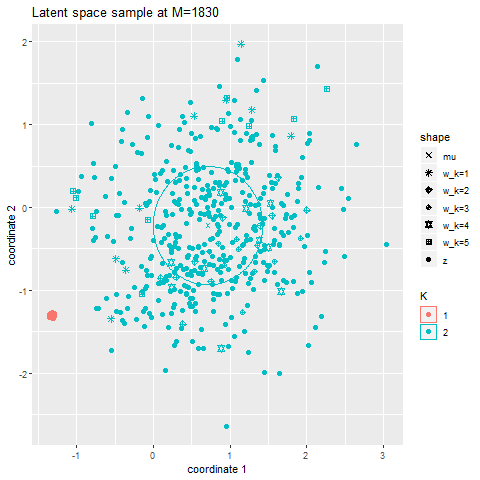 Latent space sample at M=1830
coordinate 2
2
1
0
-1
-2
-1
0
1
2
3
coordinate 1
shape
mu
w_k=1
w_k=2
w_k=3
w_k=4
w_k=5
z
K
1
2